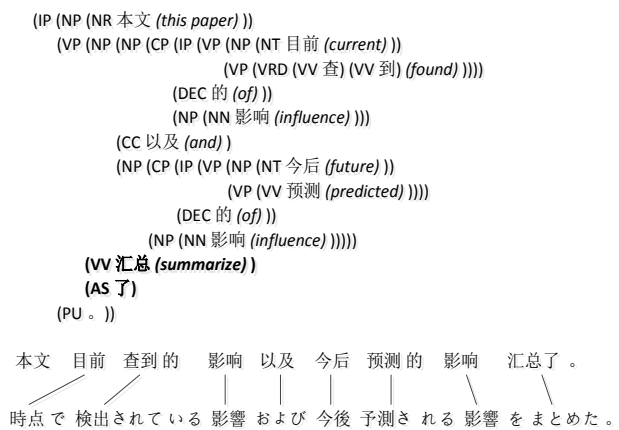 (IP (NP (NR 本文 (this paper) ))
(VP (NP (NP (CP (IP (VP (NP (NT 目前 (current) ))
(VP (VRD (VV 查) (VV 到) (found) ))))
(DEC 的 (of) ))
(NP (NN 影响 (influence) )))
(CC 以及 (and) )
(NP (CP (IP (VP (NP (NT 今后 (future) ))
(VP (VV 预测 (predicted) ))))
(DEC 的 (of) ))
(NP (NN 影响 (influence) )))))
(VV 汇总 (summarize) )
(AS 了)
(PU 。))
本文 目前 查到 的 影响 以及 今后 预测 的 影响 汇总了 。
時点 で 検出されて いる 影響 および 今後 予測さ れる 影響 を まとめた 。